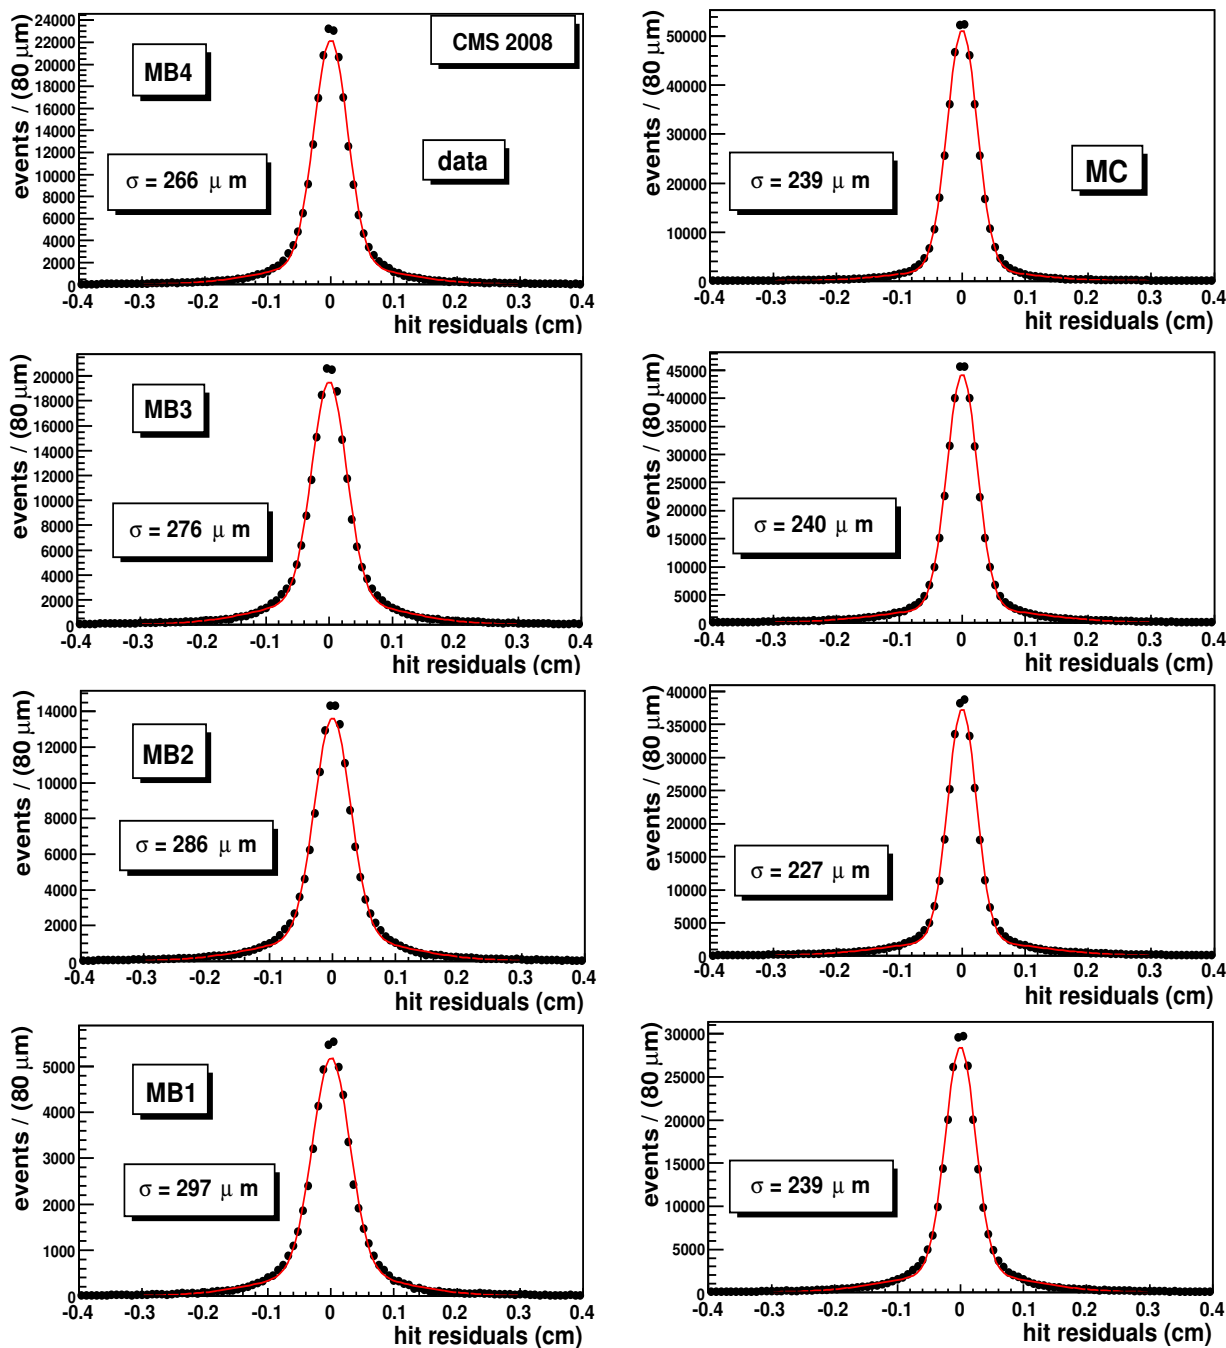 events / (80 μm)
24000
22000
20000
18000
16000
14000
12000
10000
8000
6000
4000
2000
0
MB4
CMS 2008
σ = 266 μ m
data
-0.4 -0.3 -0.2 -0.1 0 0.1 0.2 0.3 0.4
hit residuals (cm)
events / (80 μm)
50000
40000
30000
20000
10000
0
σ = 239 μ m
MC
-0.4 -0.3 -0.2 -0.1 0 0.1 0.2 0.3 0.4
hit residuals (cm)
events / (80 μm)
20000
18000
16000
14000
12000
10000
8000
6000
4000
2000
0
MB3
σ = 276 μ m
-0.4 -0.3 -0.2 -0.1 0 0.1 0.2 0.3 0.4
hit residuals (cm)
events / (80 μm)
45000
40000
35000
30000
25000
20000
15000
10000
5000
0
σ = 240 μ m
-0.4 -0.3 -0.2 -0.1 0 0.1 0.2 0.3 0.4
hit residuals (cm)
events / (80 μm)
14000
12000
10000
8000
6000
4000
2000
0
MB2
σ = 286 μ m
-0.4 -0.3 -0.2 -0.1 0 0.1 0.2 0.3 0.4
hit residuals (cm)
events / (80 μm)
40000
35000
30000
25000
20000
15000
10000
5000
0
σ = 227 μ m
-0.4 -0.3 -0.2 -0.1 0 0.1 0.2 0.3 0.4
hit residuals (cm)
events / (80 μm)
5000
4000
3000
2000
1000
0
MB1
σ = 297 μ m
-0.4 -0.3 -0.2 -0.1 0 0.1 0.2 0.3 0.4
hit residuals (cm)
events / (80 μm)
30000
25000
20000
15000
10000
5000
0
σ = 239 μ m
-0.4 -0.3 -0.2 -0.1 0 0.1 0.2 0.3 0.4
hit residuals (cm)